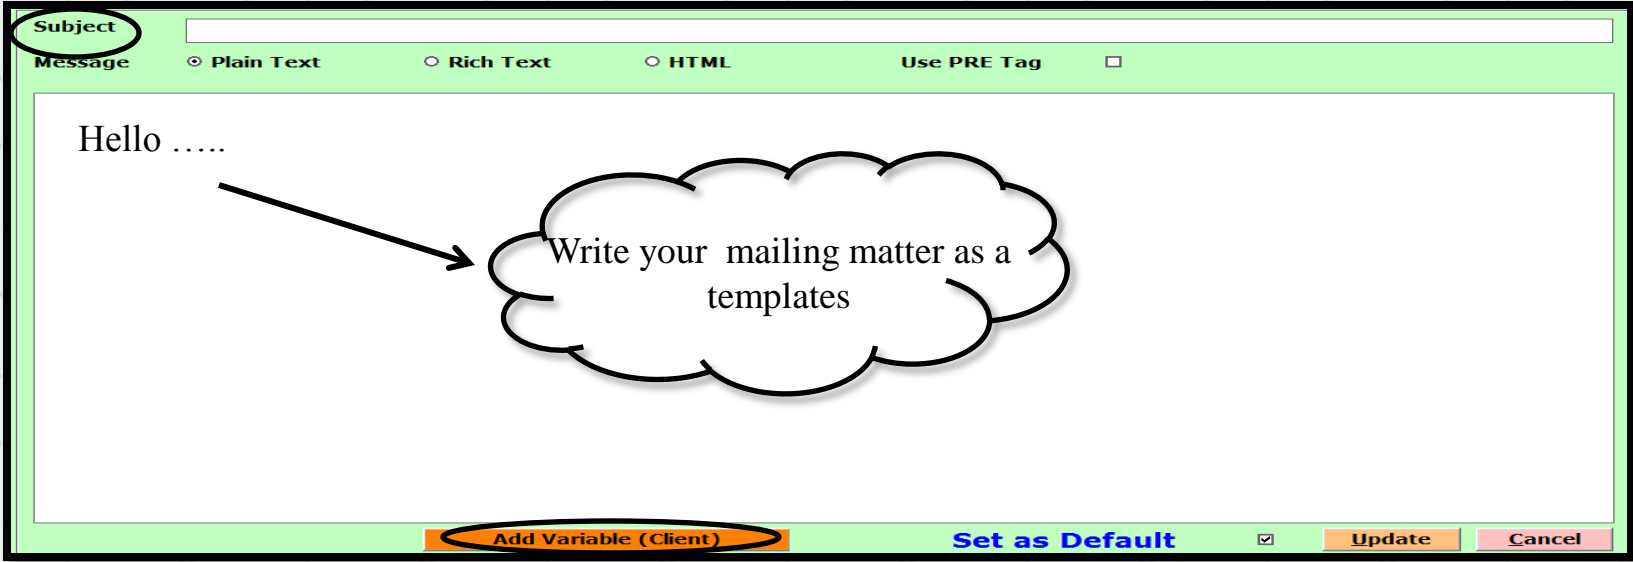 Subject
Message Plain Text Rich Text HTML Use PRE Tag
Hello …..
Write your mailing matter as a
templates
Add Variable (Client) Set as Default Update Cancel